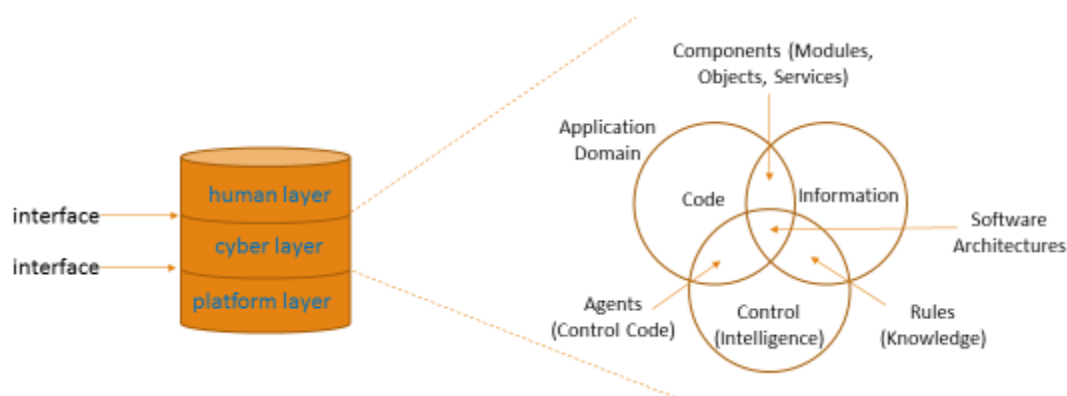 human layer
interface
cyber layer
interface
platform layer
Components (Modules,
Objects, Services)
Application
Domain
Code
Information
Software
Architectures
Agents
(Control Code)
Control
(Intelligence)
Rules
(Knowledge)